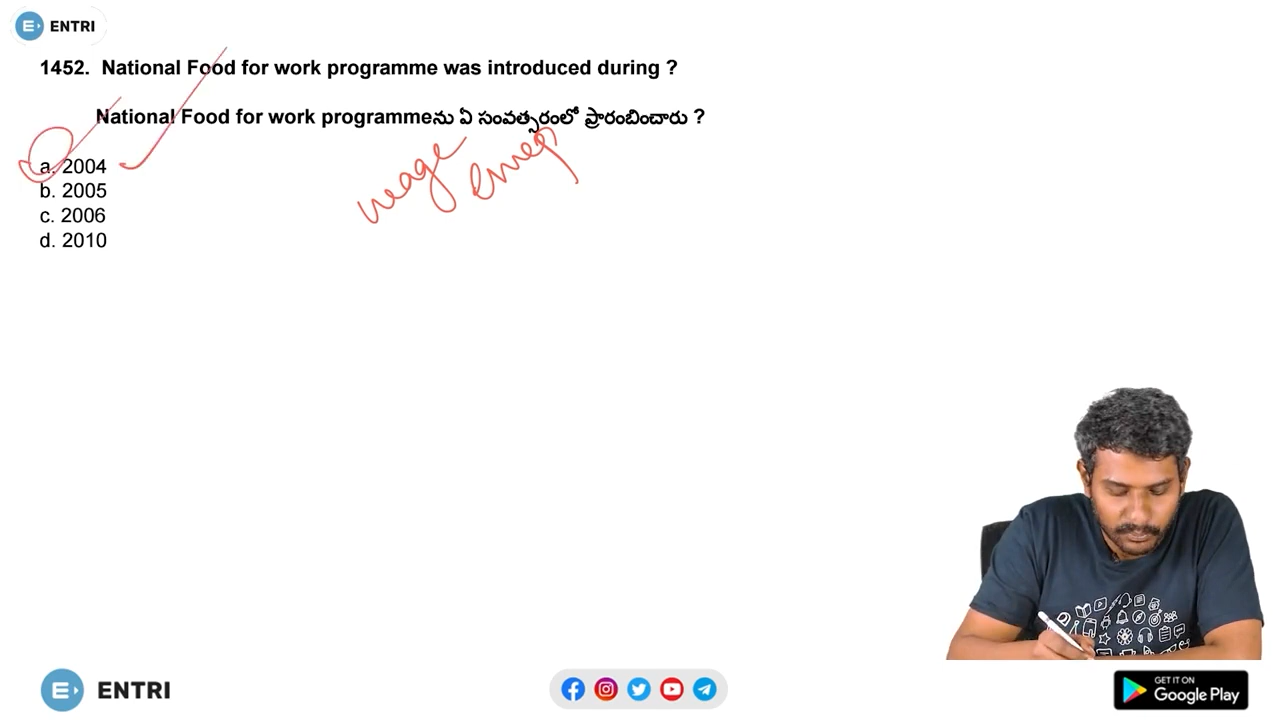 ENTRI
1452. National Food for work programme was introduced during ?
National Food for work programmeను ఏ సంవత్సరంలో ప్రారంబించారు ?
a. 2004
b. 2005
c. 2006
d. 2010
wage
ENTRI
GET IT ON
Google Play